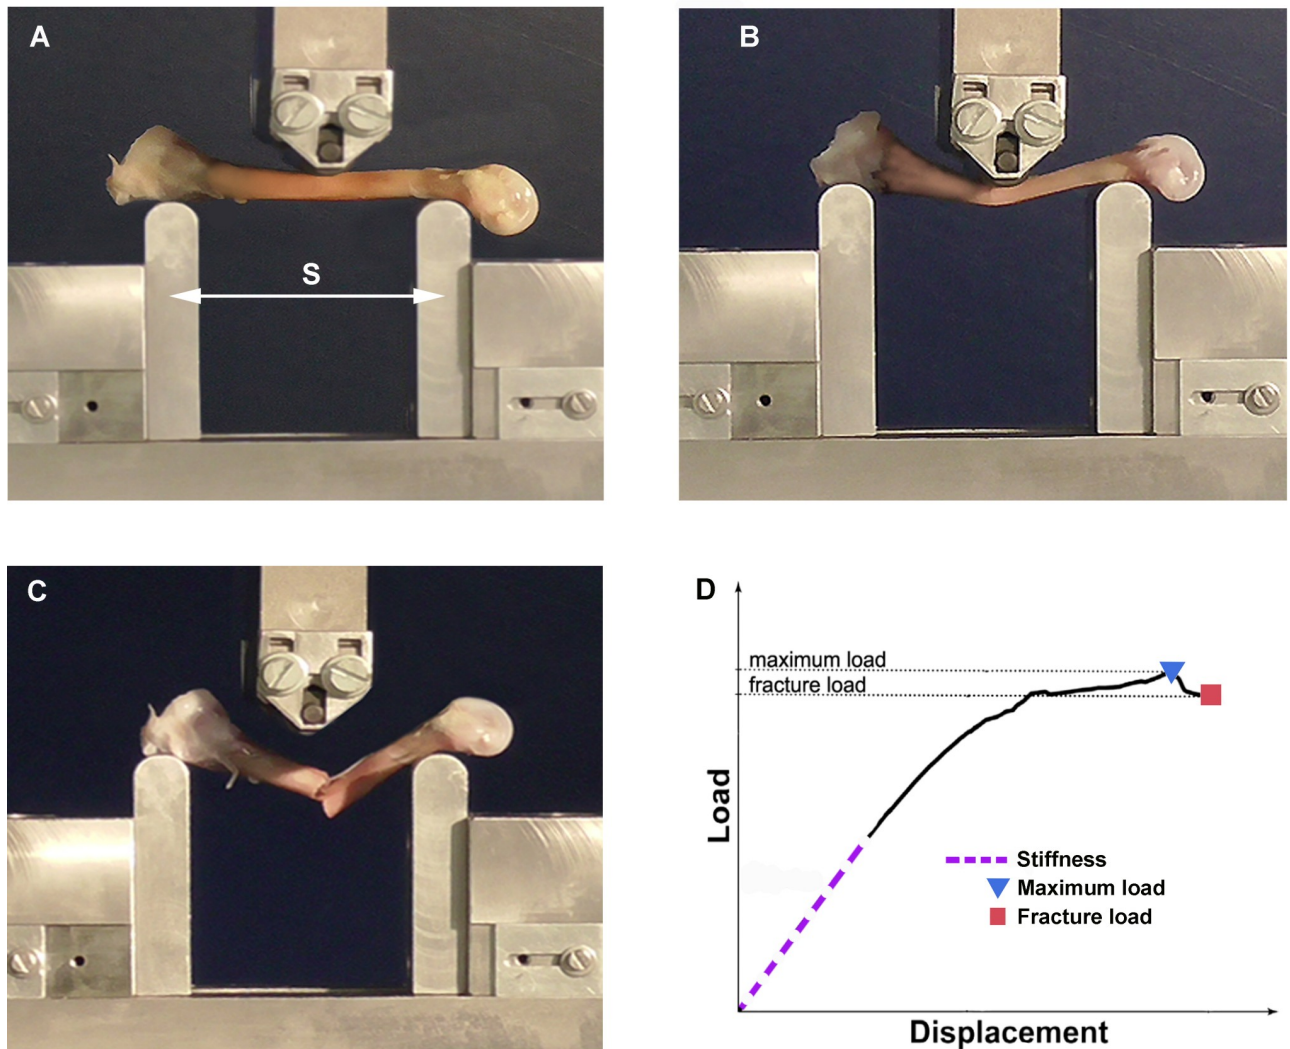 A
S
B
C
D
maximum load
fracture load
Load
Stiffness
Maximum load
Fracture load
Displacement